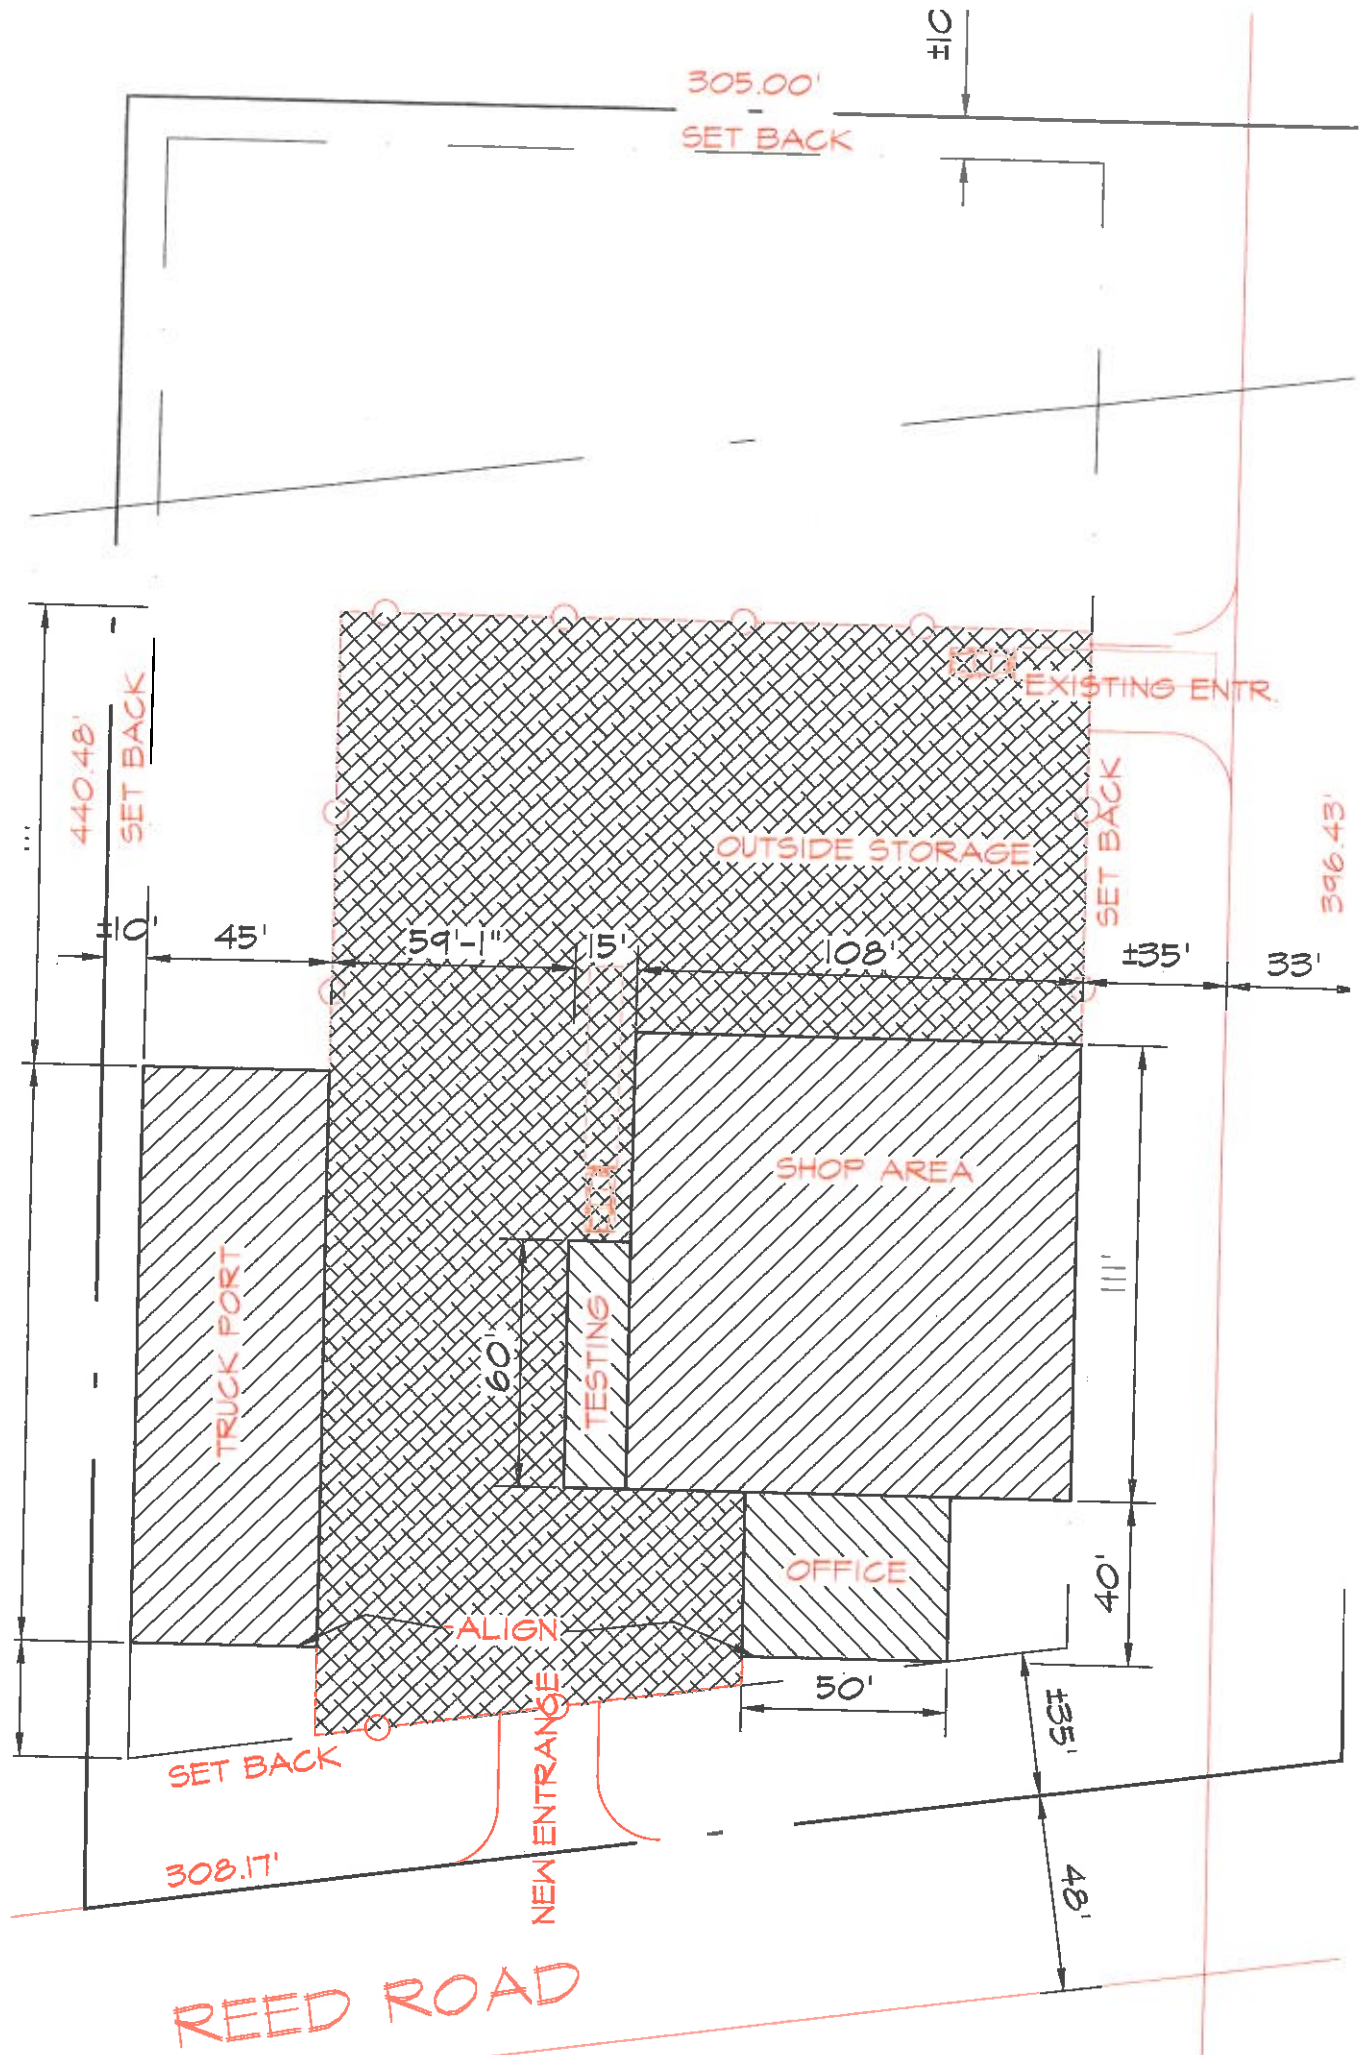 ±10
305.00'
SET BACK
EXISTING ENTR.
440.48'
SET BACK
OUTSIDE STORAGE
SET BACK
396.43'
±10'
45'
59'-1"
15'
108'
±35'
33'
SHOP AREA
111'
TRUCK PORT
TESTING
60'
OFFICE
40'
ALIGN
50'
±35'
SET BACK
NEW ENTRANGE
308.17'
48'
REED ROAD